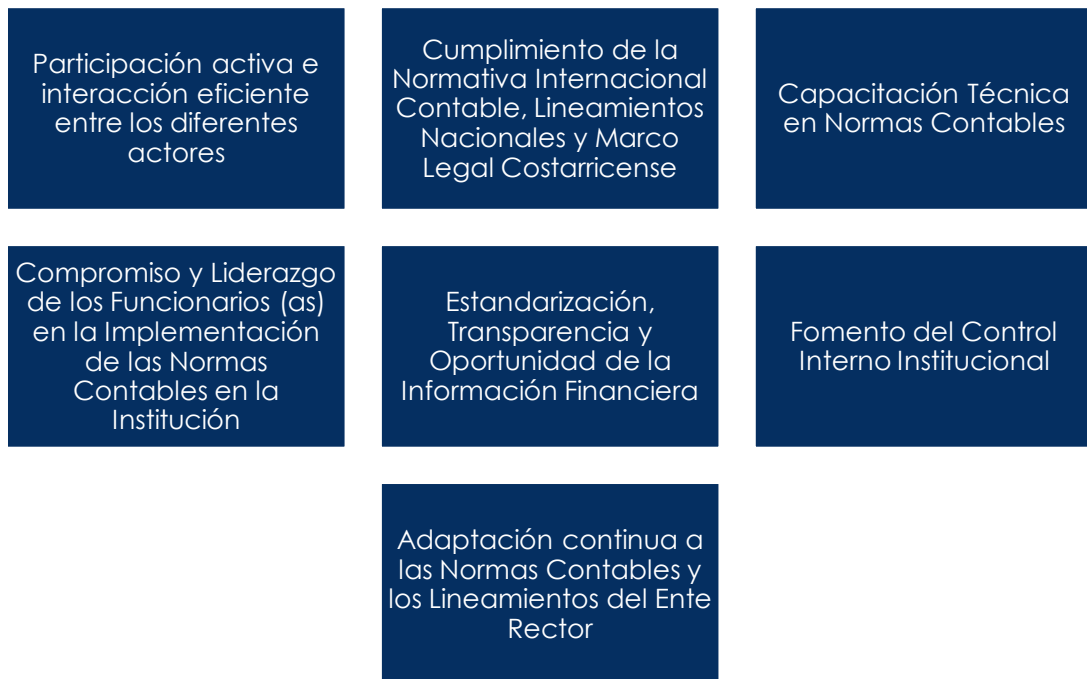 Participación activa e
interacción eficiente
entre los diferentes
actores
Cumplimiento de la
Normativa Internacional
Contable, Lineamientos
Nacionales y Marco
Legal Costarricense
Capacitación Técnica
en Normas Contables
Compromiso y Liderazgo
de los Funcionarios (as)
en la Implementación
de las Normas
Contables en la
Institución
Estandarización,
Transparencia y
Oportunidad de la
Información Financiera
Fomento del Control
Interno Institucional
Adaptación continua a
las Normas Contables y
los Lineamientos del Ente
Rector